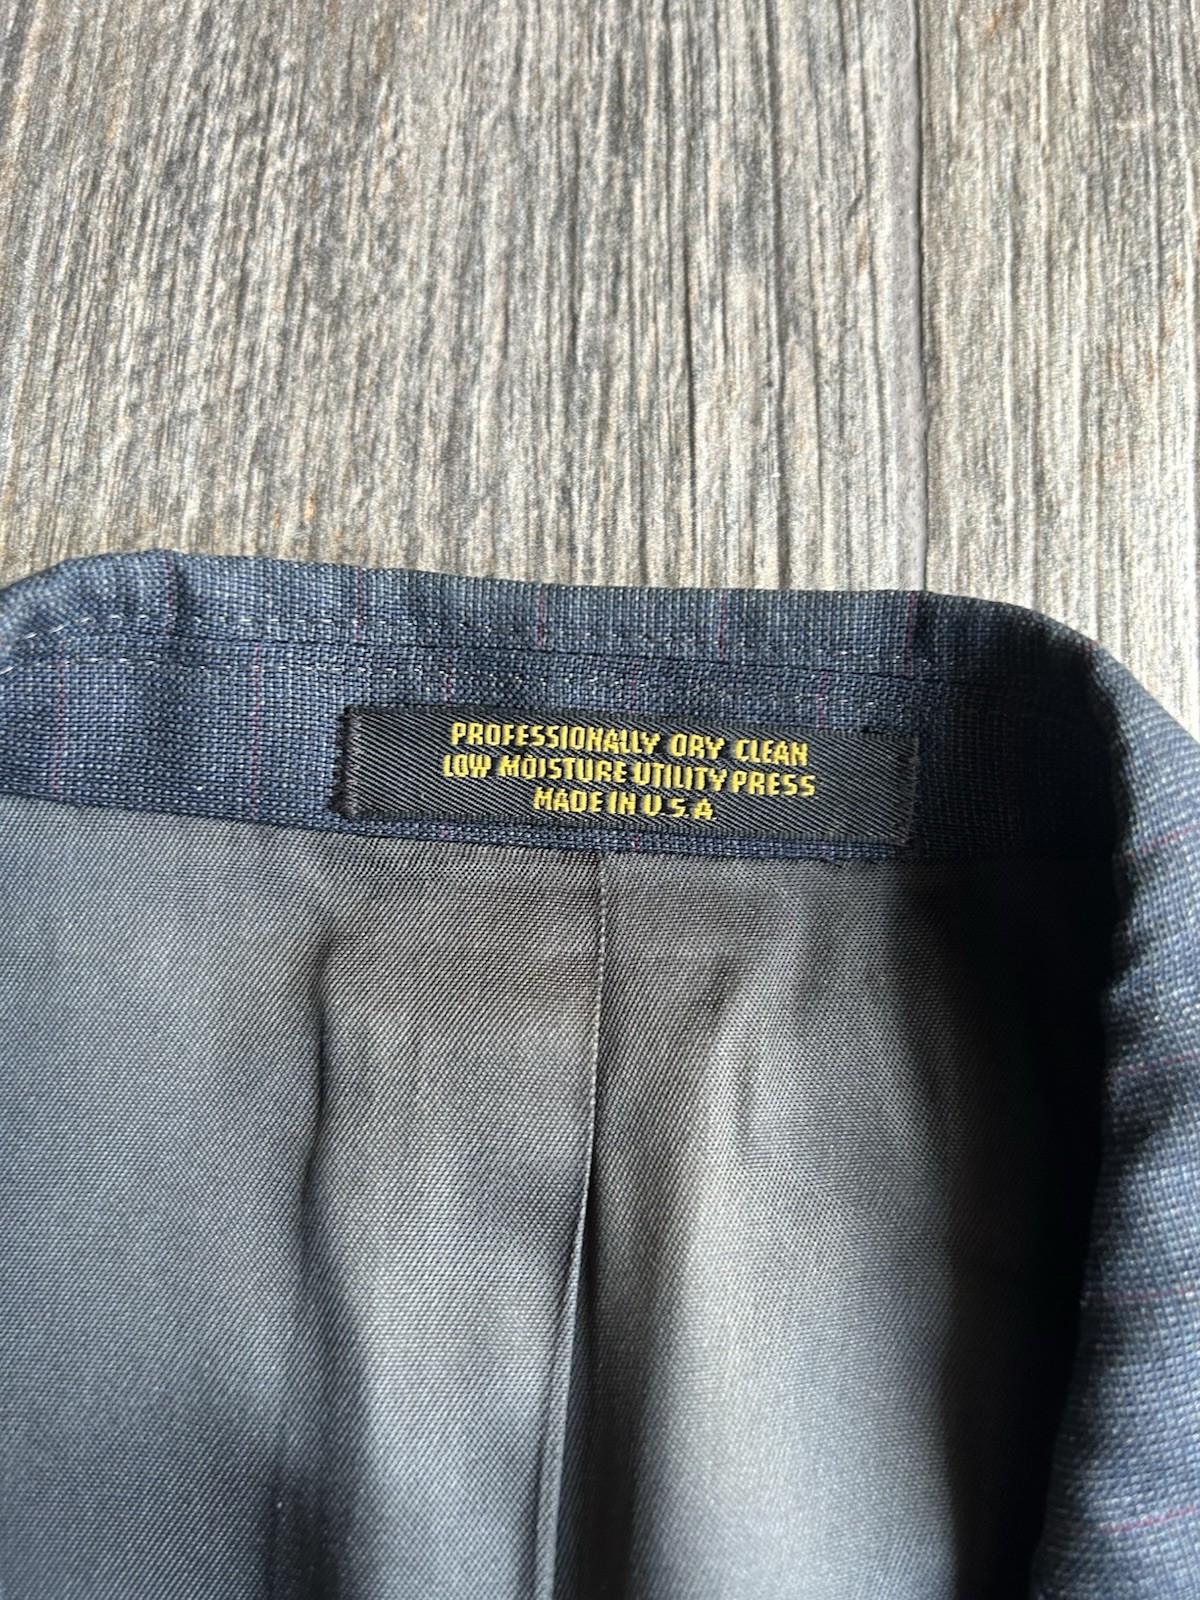 PROFESSIONALLY DRY CLEAN
LOW MOISTURE UTILITY PRESS
MADE IN U.S.A.